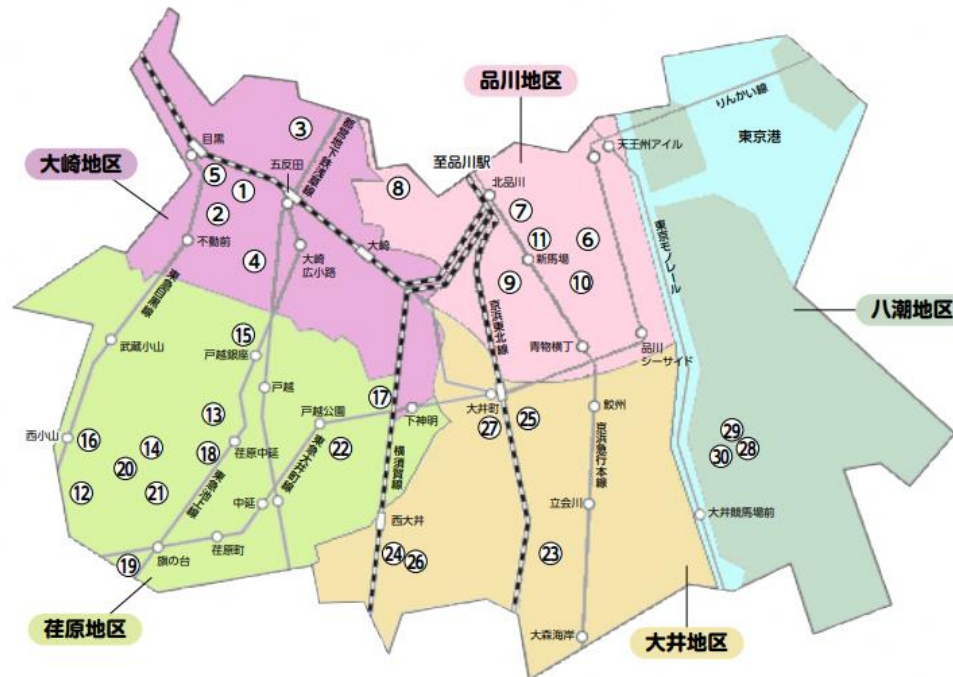 品川地区
りんかい線
東京港
目黒
③
都営地下鉄浅草線
天王州アイル
大崎地区
五反田
至品川駅
⑤
①
⑧
北品川
②
⑦
不動前
④
大崎
広小路
大崎
⑪
⑥
新馬場
⑨
⑩
東京モノレール
東急目黒線
京浜東北線
八潮地区
武蔵小山
⑮
戸越銀座
青物横丁
品川
シーサイド
戸越
⑰
下神明
大井町
鮫州
⑬
戸越公園
㉗
㉕
西小山
⑯
⑭
⑱
荏原中延
㉒
横須賀線
京浜急行本線
㉙
㉘
㉚
⑳
⑫
㉑
東急池上線
東急大井町線
中延
立会川
大井競馬場前
西大井
荏原町
旗の台
⑲
㉔
㉖
㉓
荏原地区
大森海岸
大井地区